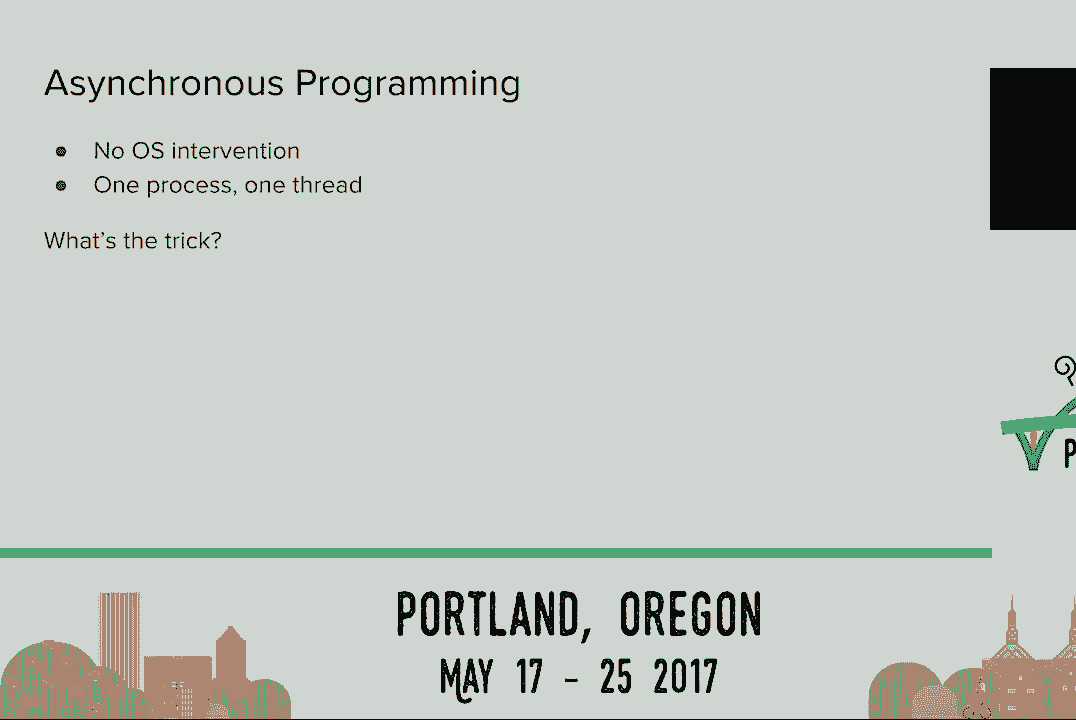 Asynchronous Programming
● No OS intervention
● One process, one thread
What's the trick?
P
PORTLAND, OREGON
MAY 17 - 25 2017